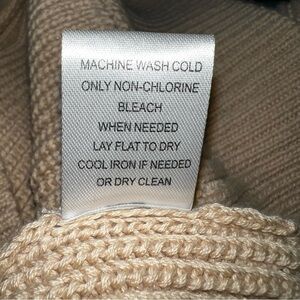 MACHINE WASH COLD
ONLY NON-CHLORINE
BLEACH
WHEN NEEDED
LAY FLAT TO DRY
COOL IRON IF NEEDED
OR DRY CLEAN